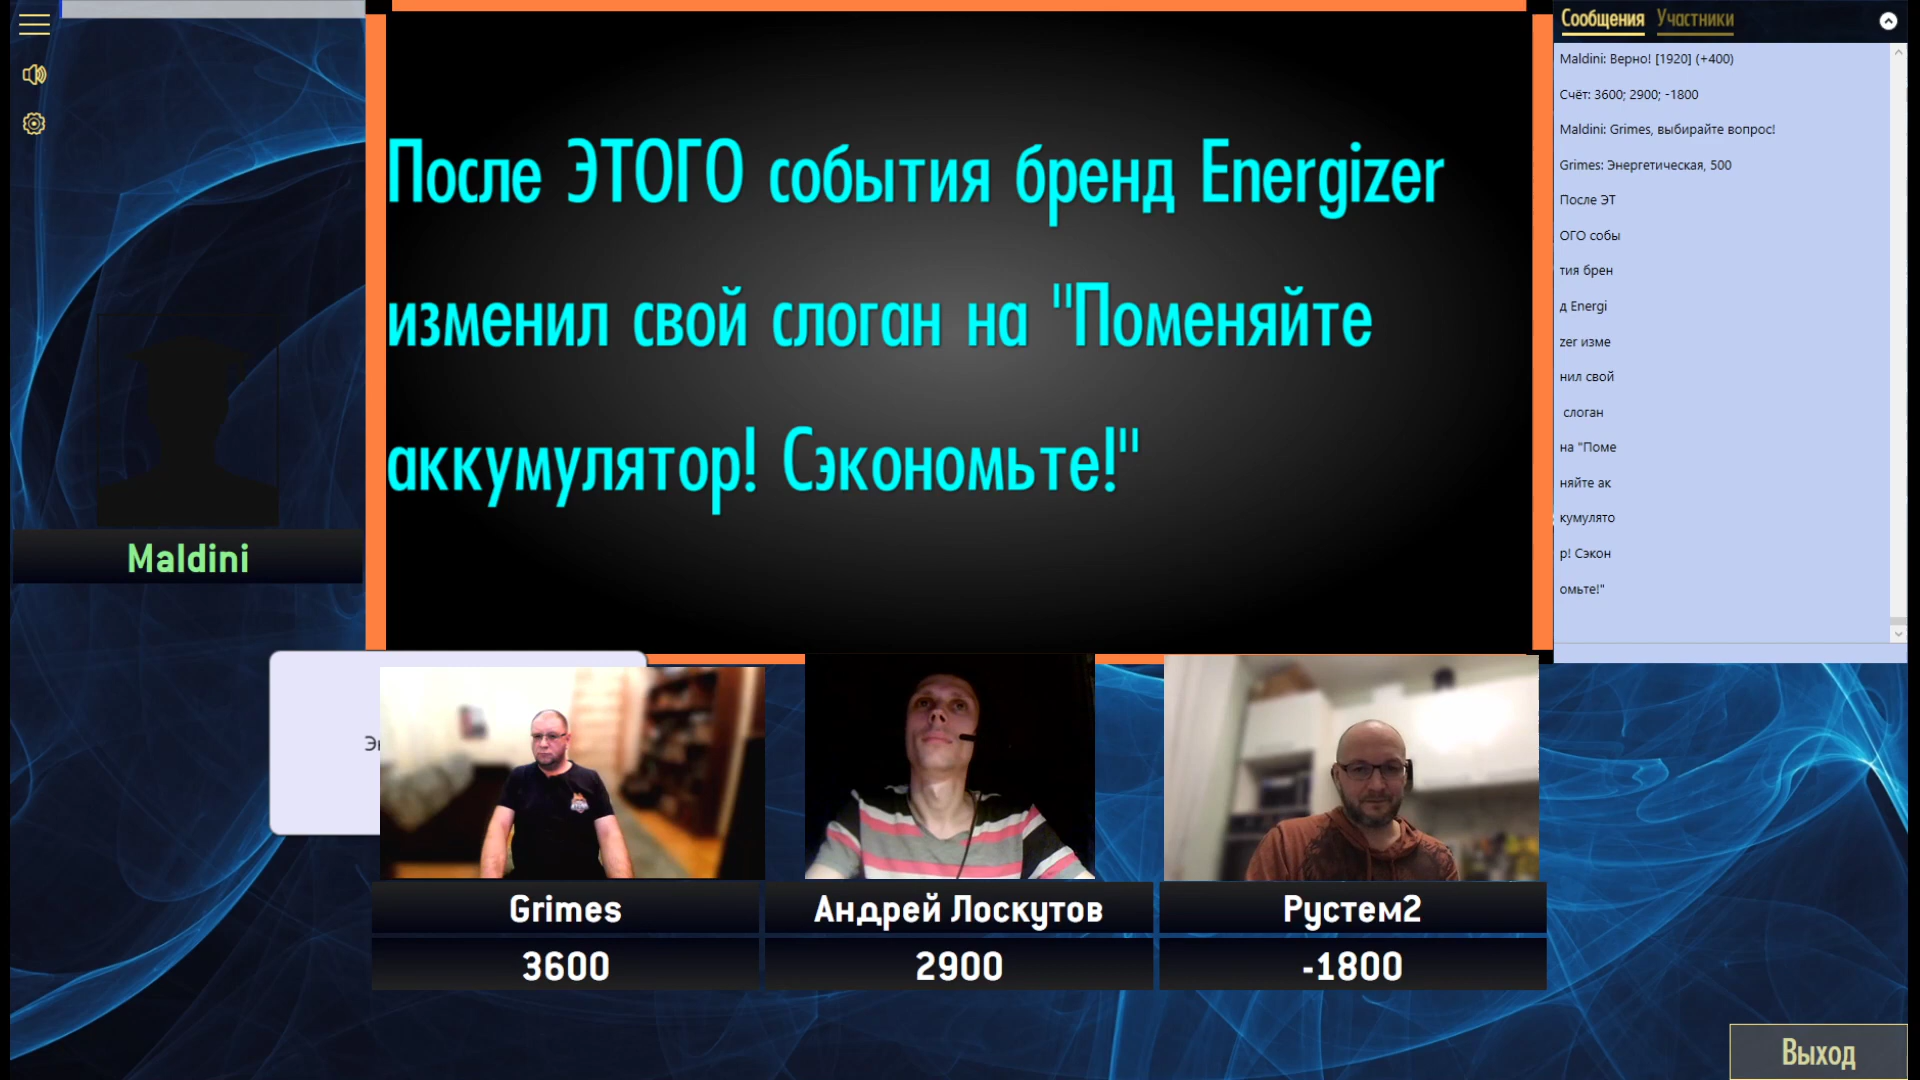 После ЭТОГО события бренд Energizer
изменил свой слоган на "Поменяйте
аккумулятор! Сэкономьте!"
Сообщения Участники
Maldini: Верно! [1920] (+400)
Счёт: 3600; 2900; -1800
Maldini: Grimes, выбирайте вопрос!
Grimes: Энергетическая, 500
После ЭТ
ОГО собы
тия брен
д Energi
zer изме
нил свой
слоган
на "Поме
няйте ак
кумулято
р! Сэкон
омьте!"
Maldini
Grimes
3600
Андрей Лоскутов
2900
Рустем2
-1800
Выход